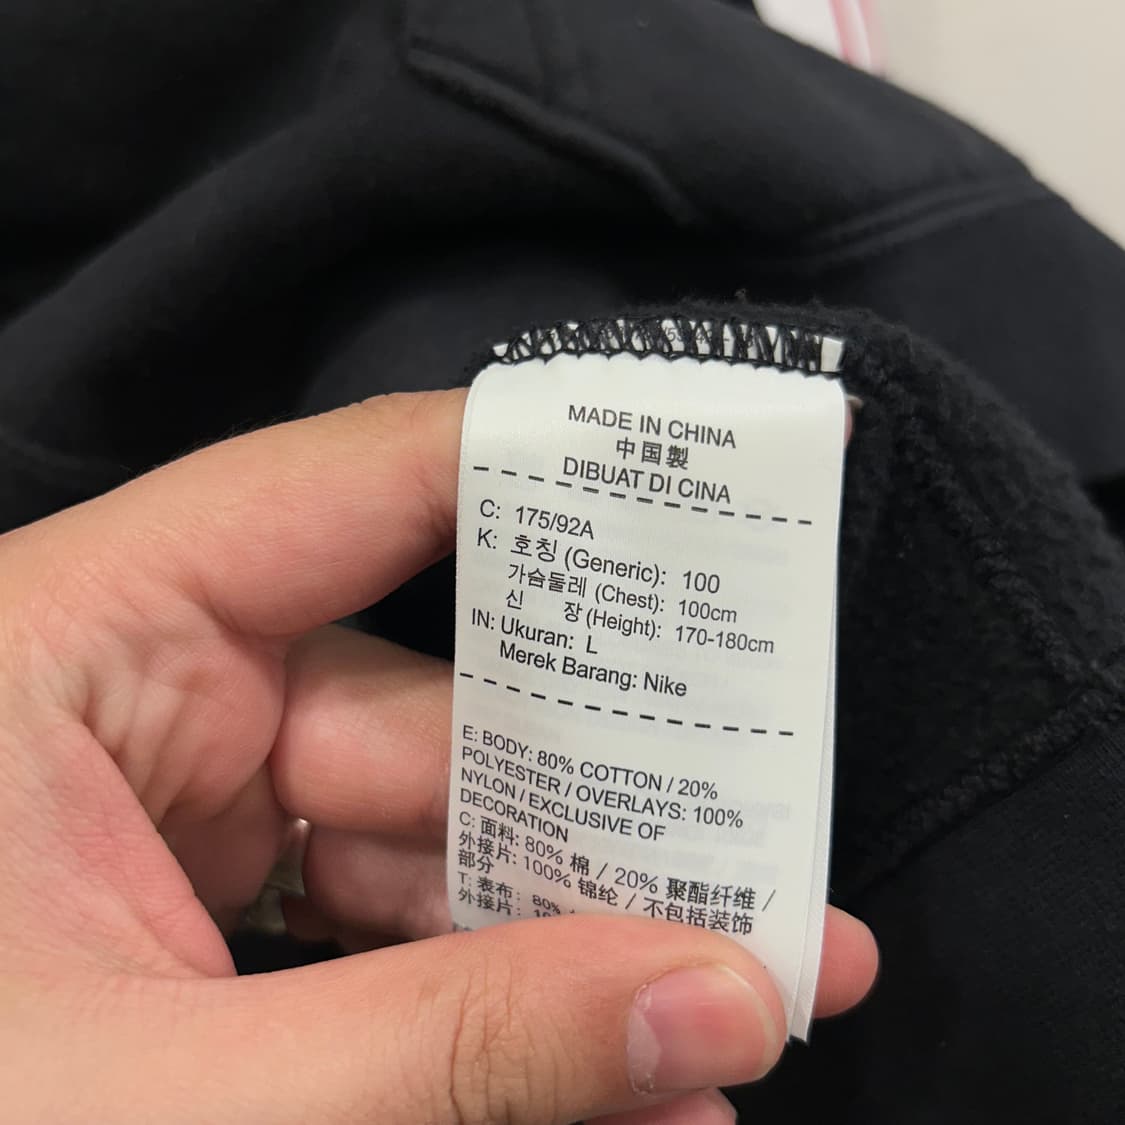 MADE IN CHINA
中国製
DIBUAT DI CINA
C: 175/92A
K: 호칭 (Generic): 100
가슴둘레 (Chest): 100cm
신 장 (Height): 170-180cm
IN: Ukuran: L
Merek Barang: Nike
E: BODY: 80% COTTON / 20%
POLYESTER / OVERLAYS: 100%
NYLON / EXCLUSIVE OF
DECORATION
C: 面料: 80% 棉 / 20% 聚酯纤维 /
外接片: 100% 锦纶 / 不包括装饰
部分
T: 表布: 80%
外接片: